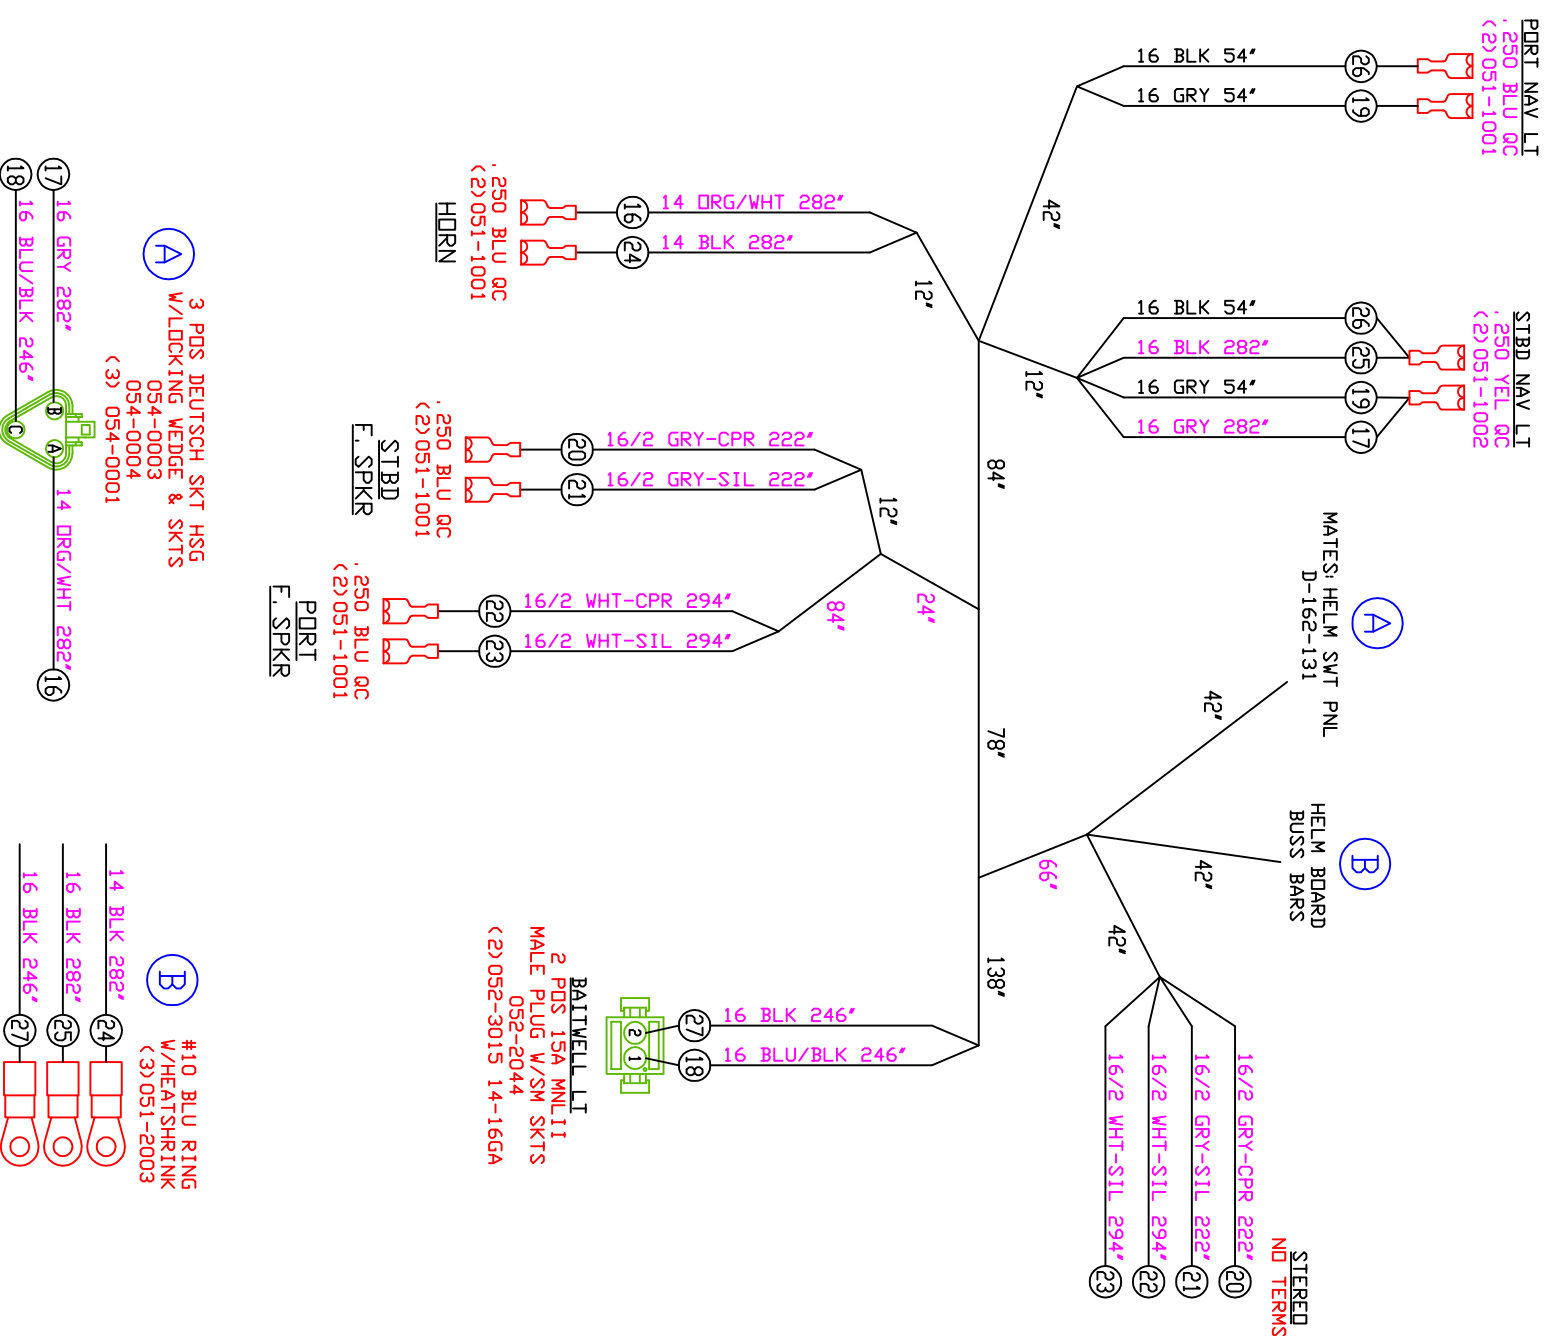 PORT NAV LT
.250 BLU QC
(2)051-1001
16 BLK 54"
26
16 GRY 54"
19
42"
STBD NAV LT
.250 YEL QC
(2)051-1002
16 BLK 54"
26
16 BLK 282"
25
16 GRY 54"
19
16 GRY 282"
17
12"
14 ORG/WHT 282"
16
14 BLK 282"
24
.250 BLU QC
(2)051-1001
HORN
12"
84"
16/2 GRY-CPR 222"
20
16/2 GRY-SIL 222"
21
.250 BLU QC
(2)051-1001
STBD
F. SPKR
12"
24"
84"
16/2 WHT-CPR 294"
22
16/2 WHT-SIL 294"
23
.250 BLU QC
(2)051-1001
PORT
F. SPKR
78"
A
MATES: HELM SWT PNL
D-162-131
42"
B
HELM BOARD
BUSS BARS
42"
66"
42"
16/2 GRY-CPR 222"
20
16/2 GRY-SIL 222"
21
16/2 WHT-SIL 294"
22
16/2 WHT-SIL 294"
23
STEREO
NO TERMS
138"
16 BLK 246"
27
16 BLU/BLK 246"
18
2
1
BAITWELL LT
2 POS 15A MNLII
MALE PLUG W/SM SKTS
052-2044
(2)052-3015 14-16GA
A
3 POS DEUTSCH SKT HSG
W/LOCKING WEDGE & SKTS
054-0003
054-0004
(3) 054-0001
17
16 GRY 282"
18
16 BLU/BLK 246"
B
A
C
14 ORG/WHT 282"
16
B
#10 BLU RING
W/HEATSHRINK
(3)051-2003
14 BLK 282"
24
16 BLK 282"
25
16 BLK 246"
27